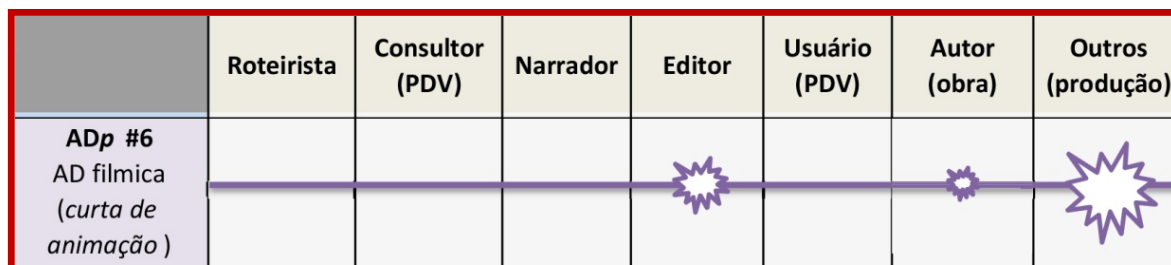 Roteirista
Consultor
(PDV)
Narrador
Editor
Usuário
(PDV)
Autor
(obra)
Outros
(produção)
ADp #6
AD filmica
(curta de
animação )